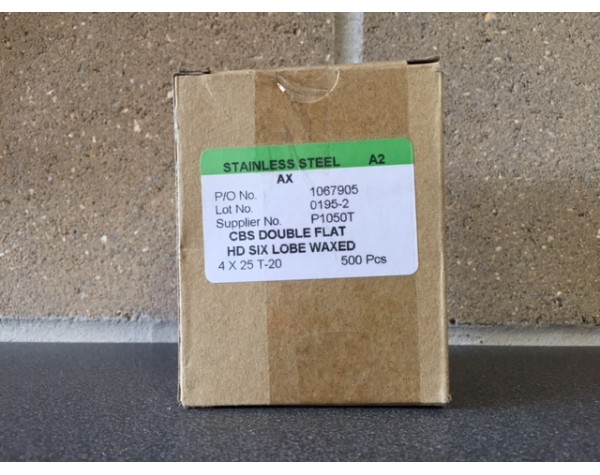 STAINLESS STEEL A2
AX
P/O No. 1067905
Lot No. 0195-2
Supplier No. P1050T
CBS DOUBLE FLAT
HD SIX LOBE WAXED
4 X 25 T-20 500 Pcs